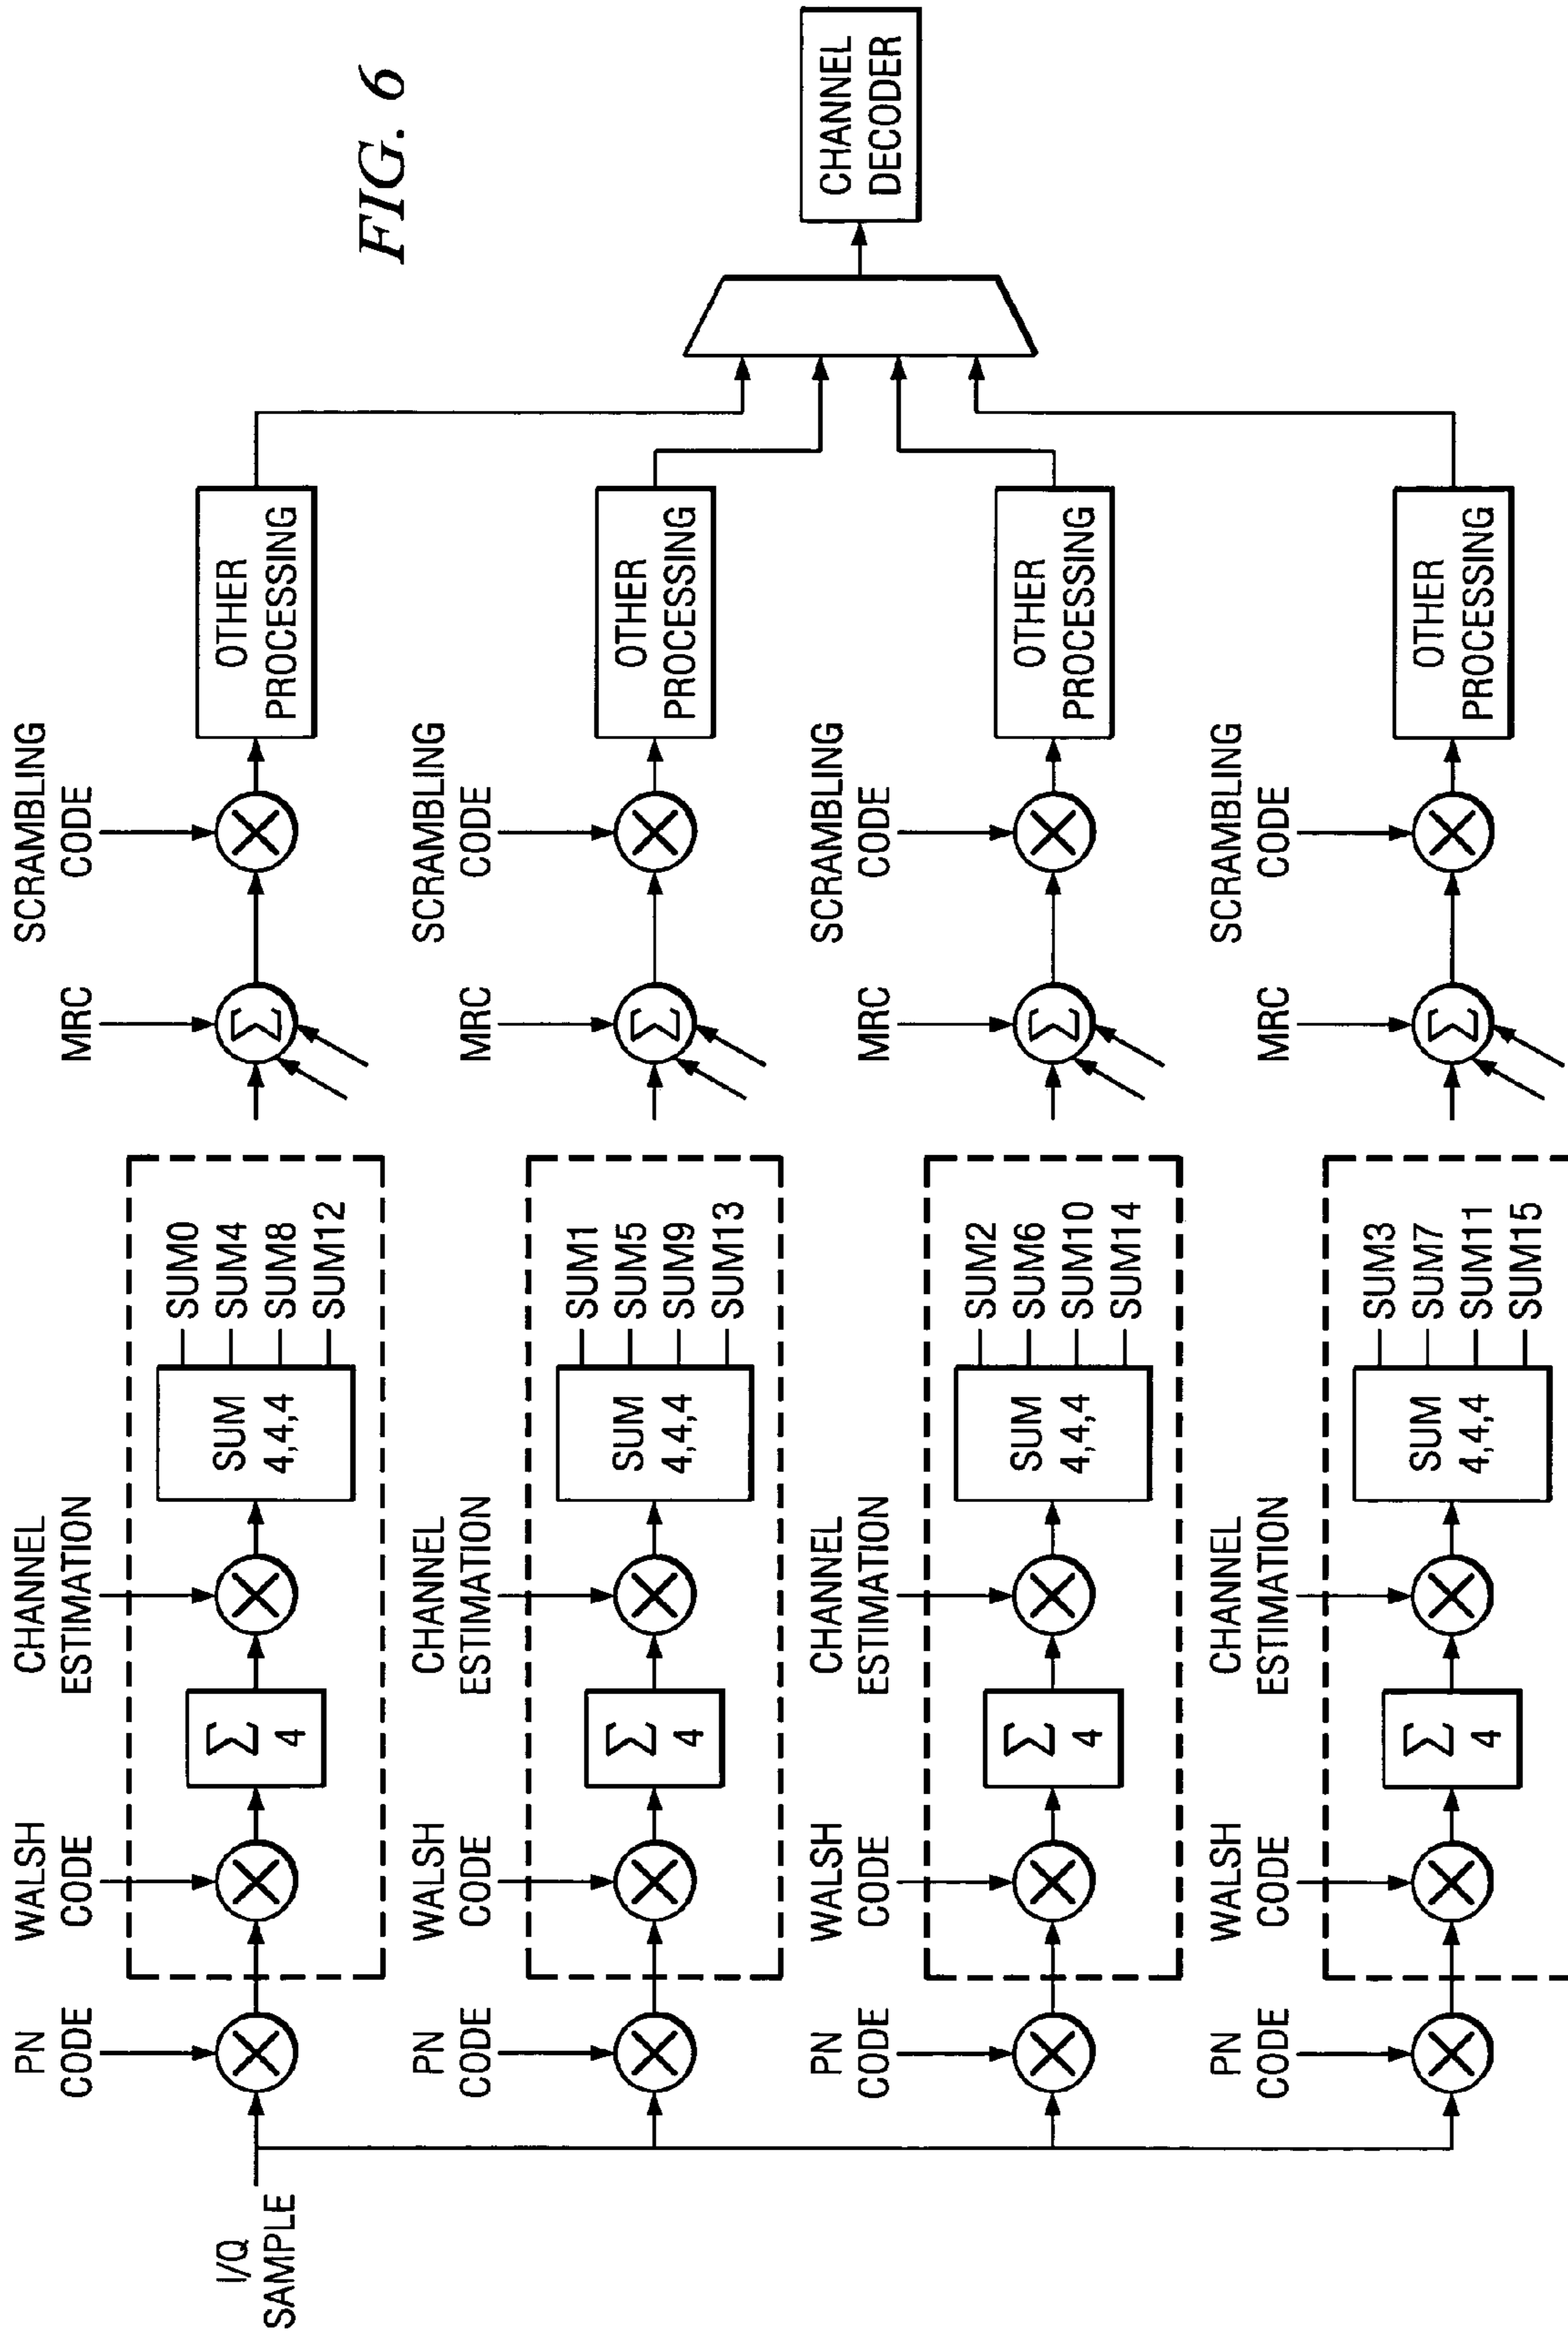 FIG. 6
I/Q
SAMPLE
PN
CODE
WALSH
CODE
Σ
4
CHANNEL
ESTIMATION
SUM
4,4,4
SUM0
SUM4
SUM8
SUM12
MRC
Σ
SCRAMBLING
CODE
OTHER
PROCESSING
PN
CODE
WALSH
CODE
Σ
4
CHANNEL
ESTIMATION
SUM
4,4,4
SUM1
SUM5
SUM9
SUM13
MRC
Σ
SCRAMBLING
CODE
OTHER
PROCESSING
PN
CODE
WALSH
CODE
Σ
4
CHANNEL
ESTIMATION
SUM
4,4,4
SUM2
SUM6
SUM10
SUM14
MRC
Σ
SCRAMBLING
CODE
OTHER
PROCESSING
PN
CODE
WALSH
CODE
Σ
4
CHANNEL
ESTIMATION
SUM
4,4,4
SUM3
SUM7
SUM11
SUM15
MRC
Σ
SCRAMBLING
CODE
OTHER
PROCESSING
CHANNEL
DECODER